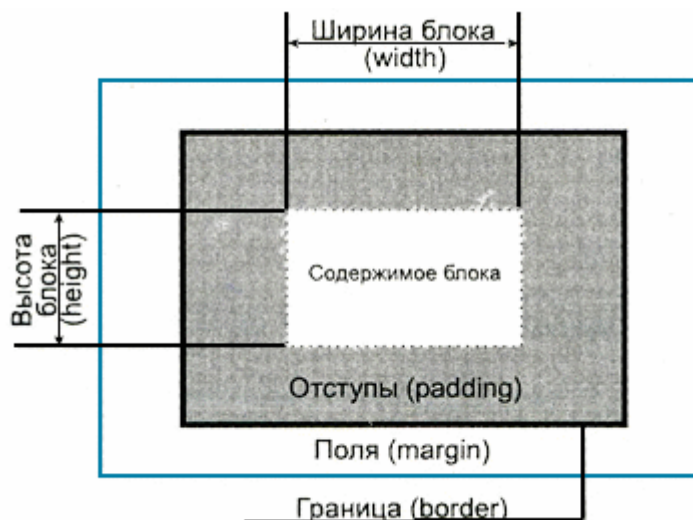 Ширина блока
(width)
Высота
блока
(height)
Содержимое блока
Отступы (padding)
Поля (margin)
Граница (border)